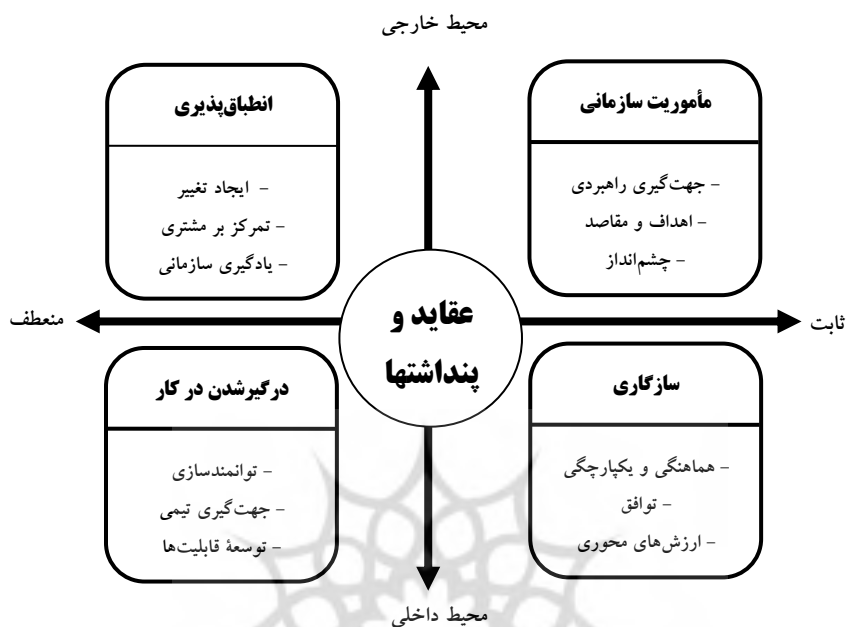 محیط خارجی
مأموریت سازمانی
- جهت‌گیری راهبردی
- اهداف و مقاصد
- چشم‌انداز
انطباق‌پذیری
- ایجاد تغییر
- تمرکز بر مشتری
- یادگیری سازمانی
ثابت
عقاید و
پنداشتها
منعطف
سازگاری
- هماهنگی و یکپارچگی
- توافق
- ارزش‌های محوری
درگیرشدن در کار
- توانمندسازی
- جهت‌گیری تیمی
- توسعهٔ قابلیت‌ها
محیط داخلی